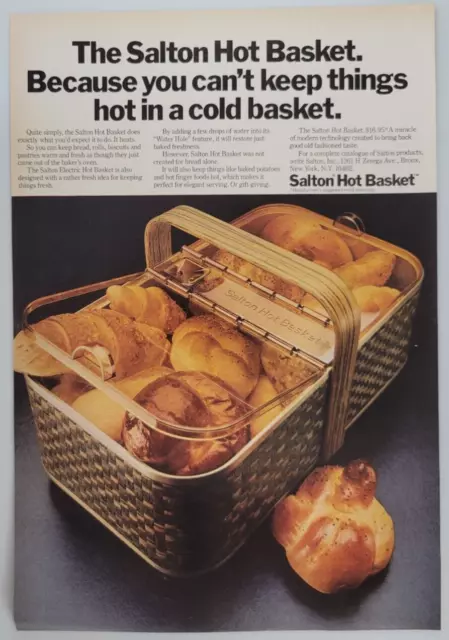 The Salton Hot Basket.
Because you can't keep things
hot in a cold basket.
Quite simply, the Salton Hot Basket does
exactly what you'd expect it to do. It heats.
So you can keep bread, rolls, biscuits and
pastries warm and fresh as though they just
came out of the baker's oven.
The Salton Electric Hot Basket is also
designed with a rather fresh idea for keeping
things fresh.
By adding a few drops of water into its
"Water Hole" feature, it will restore just
baked freshness.
However, Salton Hot Basket was not
created for bread alone.
It will also keep things like baked potatoes
and hot finger foods hot, which makes it
perfect for elegant serving. Or gift giving.
The Salton Hot Basket. A miracle
of modern technology created to bring back
good old fashioned taste.
For a complete catalogue of Salton products,
write Salton, Inc., Zerega Ave., Bronx,
New York, N.Y. 10462.
Salton Hot Basket™
Salton Hot Basket